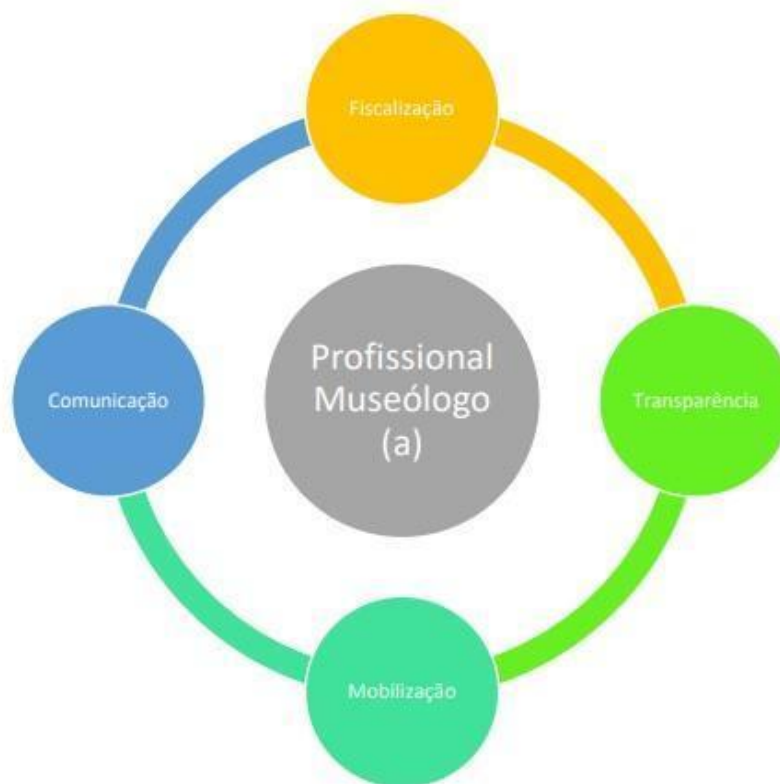 Fiscalização
Comunicação
Profissional
Museólogo
(a)
Transparência
Mobilização